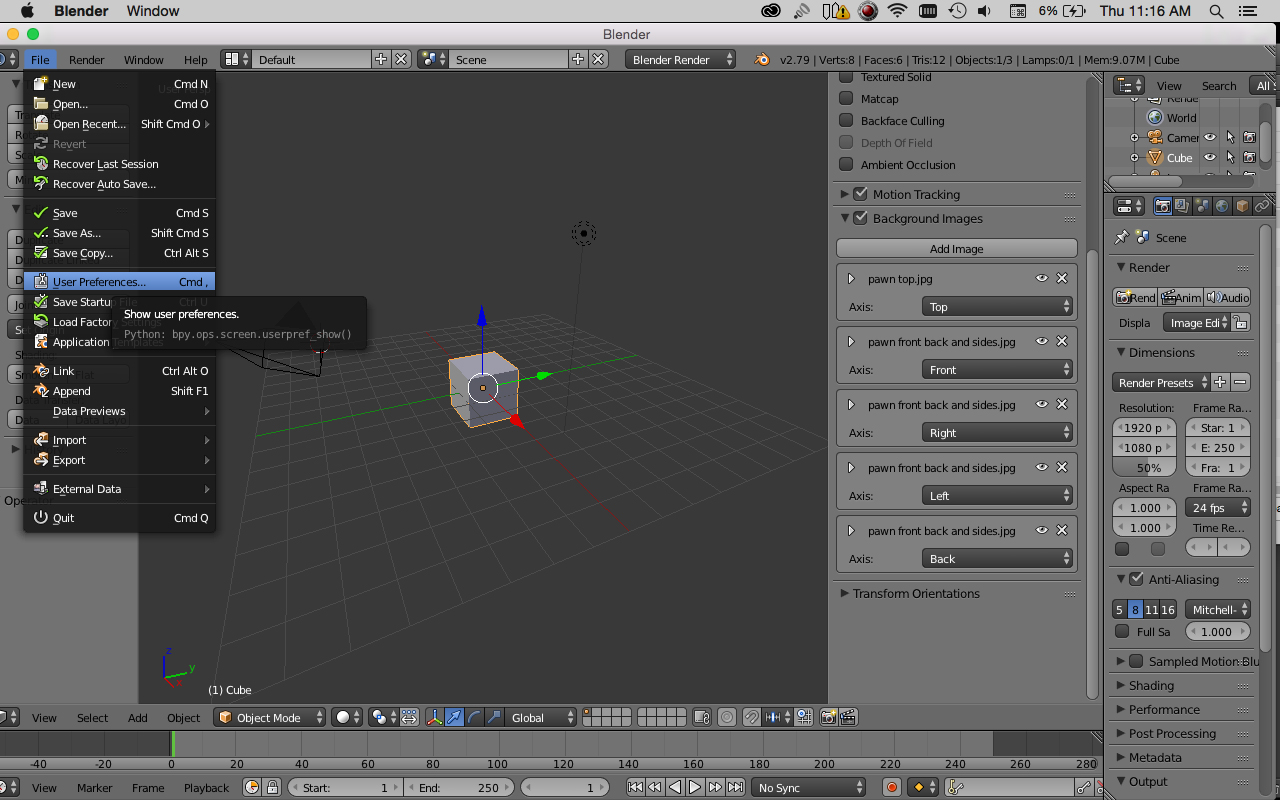 Blender Window 6% Thu 11:16 AM
Blender
File Render Window Help Default Scene Blender Render v2.79 | Verts:8 | Faces:6 | Tris:12 | Objects:1/3 | Lamps:0/1 | Mem:9.07M | Cube
New Cmd N
Open... Cmd O
Open Recent... Shift Cmd O
Revert
Recover Last Session
Recover Auto Save...
Save Cmd S
Save As... Shift Cmd S
Save Copy... Ctrl Alt S
User Preferences... Cmd ,
Save Startup File Ctrl U
Load Factory Settings
Application Templates
Show user preferences.
Python: bpy.ops.screen.userpref_show()
Link Ctrl Alt O
Append Shift F1
Data Previews
Import
Export
External Data
Quit Cmd Q
(1) Cube
z
y
x
Textured Solid
Matcap
Backface Culling
Depth Of Field
Ambient Occlusion
Motion Tracking
Background Images
Add Image
pawn top.jpg
Axis: Top
pawn front back and sides.jpg
Axis: Front
pawn front back and sides.jpg
Axis: Right
pawn front back and sides.jpg
Axis: Left
pawn front back and sides.jpg
Axis: Back
Transform Orientations
View Search All S
World
Camer
Cube
Scene
Render
Rend Anim Audio
Displa Image Edi
Dimensions
Render Presets
Resolution: Frame Ra...
1920 p Star: 1
1080 p E: 250
50% Fra: 1
Aspect Ra Frame Ra...
1.000 24 fps
1.000 Time Re...
Anti-Aliasing
5 8 11 16 Mitchell-
Full Sa 1.000
Sampled Motion Blu
Shading
Performance
Post Processing
Metadata
Output
View Select Add Object Object Mode Global
-40 -20 0 20 40 60 80 100 120 140 160 180 200 220 240 260 280
View Marker Frame Playback Start: 1 End: 250 1 No Sync